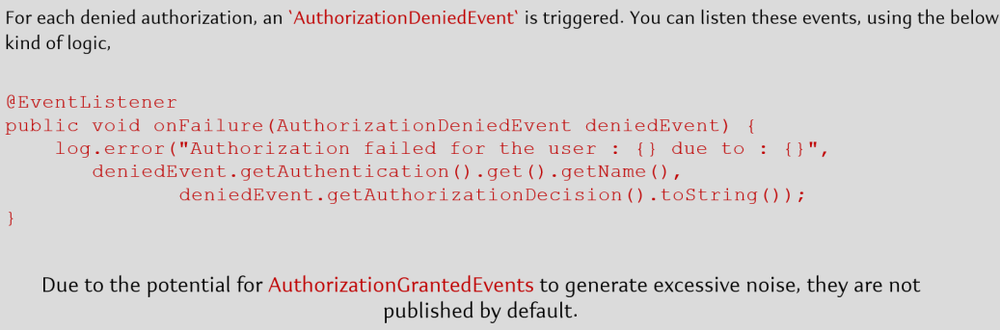 For each denied authorization, an `AuthorizationDeniedEvent` is triggered. You can listen these events, using the below
kind of logic,
@EventListener
public void onFailure(AuthorizationDeniedEvent deniedEvent) {
    log.error("Authorization failed for the user : {} due to : {}",
        deniedEvent.getAuthentication().get().getName(),
                deniedEvent.getAuthorizationDecision().toString());
}
Due to the potential for AuthorizationGrantedEvents to generate excessive noise, they are not
published by default.